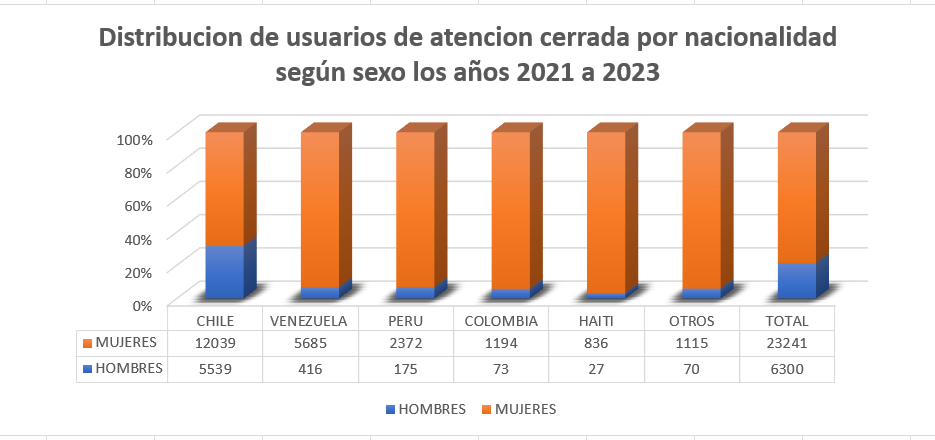 Distribucion de usuarios de atencion cerrada por nacionalidad
según sexo los años 2021 a 2023
100%
80%
60%
40%
20%
0%
CHILE VENEZUELA PERU COLOMBIA HAITI OTROS TOTAL
MUJERES 12039 5685 2372 1194 836 1115 23241
HOMBRES 5539 416 175 73 27 70 6300
HOMBRES MUJERES